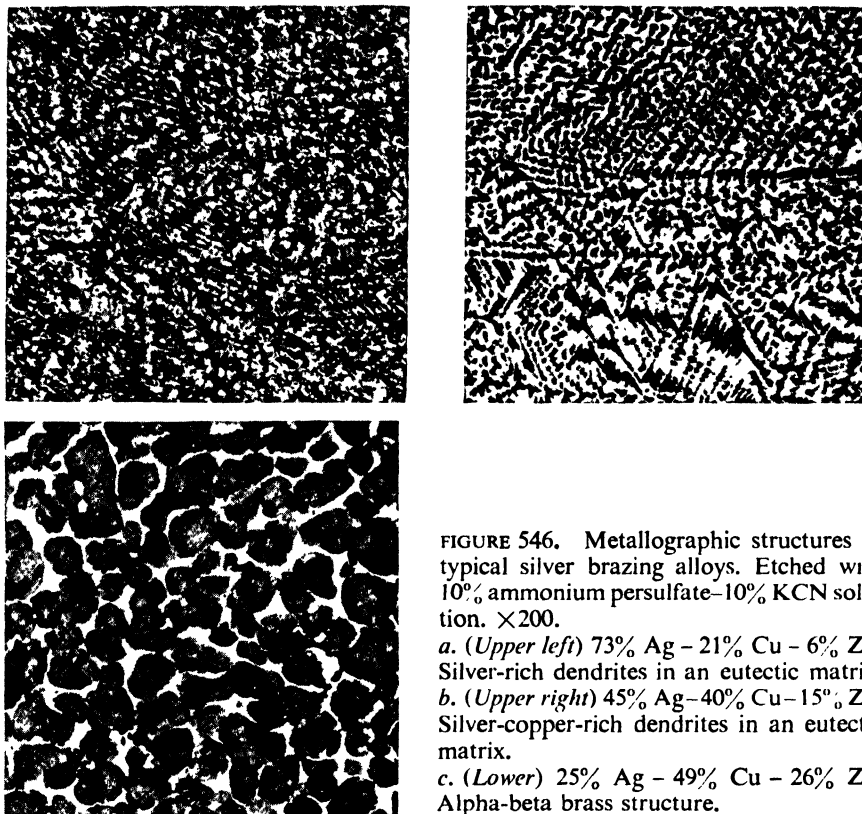 FIGURE 546. Metallographic structures
typical silver brazing alloys. Etched
10% ammonium persulfate–10% KCN
tion. ×200.
a. (Upper left) 73% Ag – 21% Cu – 6%
Silver-rich dendrites in an eutectic
b. (Upper right) 45% Ag–40% Cu–15%
Silver-copper-rich dendrites in an
matrix.
c. (Lower) 25% Ag – 49% Cu – 26%
Alpha-beta brass structure.